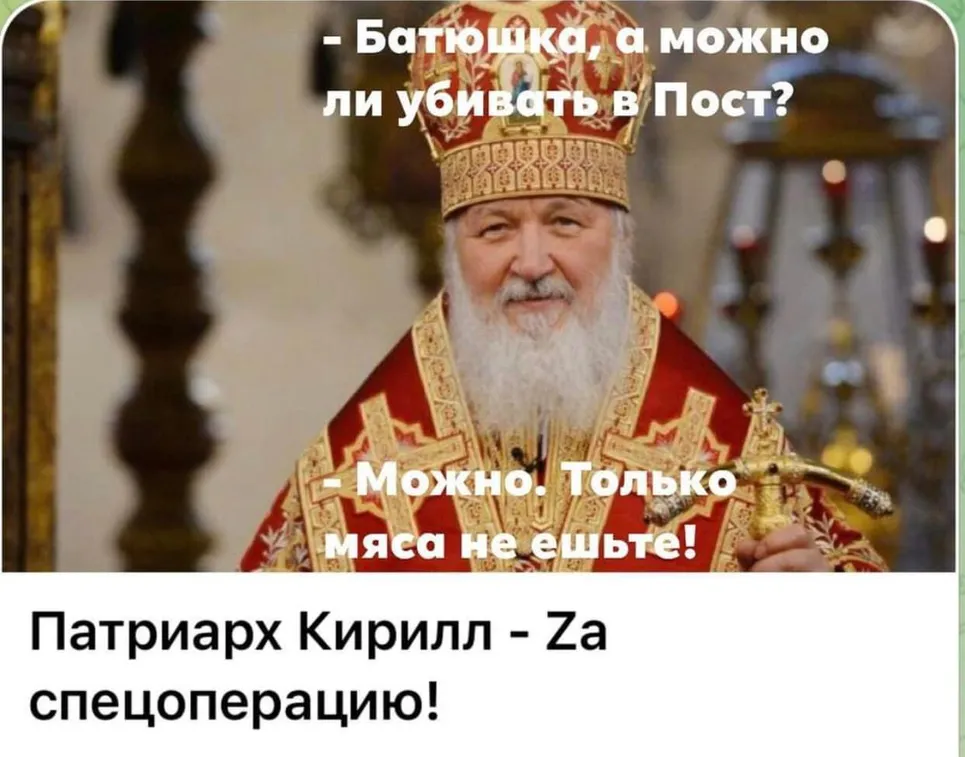 - Батюшка, а можно
ли убивать в Пост?
- Можно. Только
мяса не ешьте!
Патриарх Кирилл - Zа
спецоперацию!